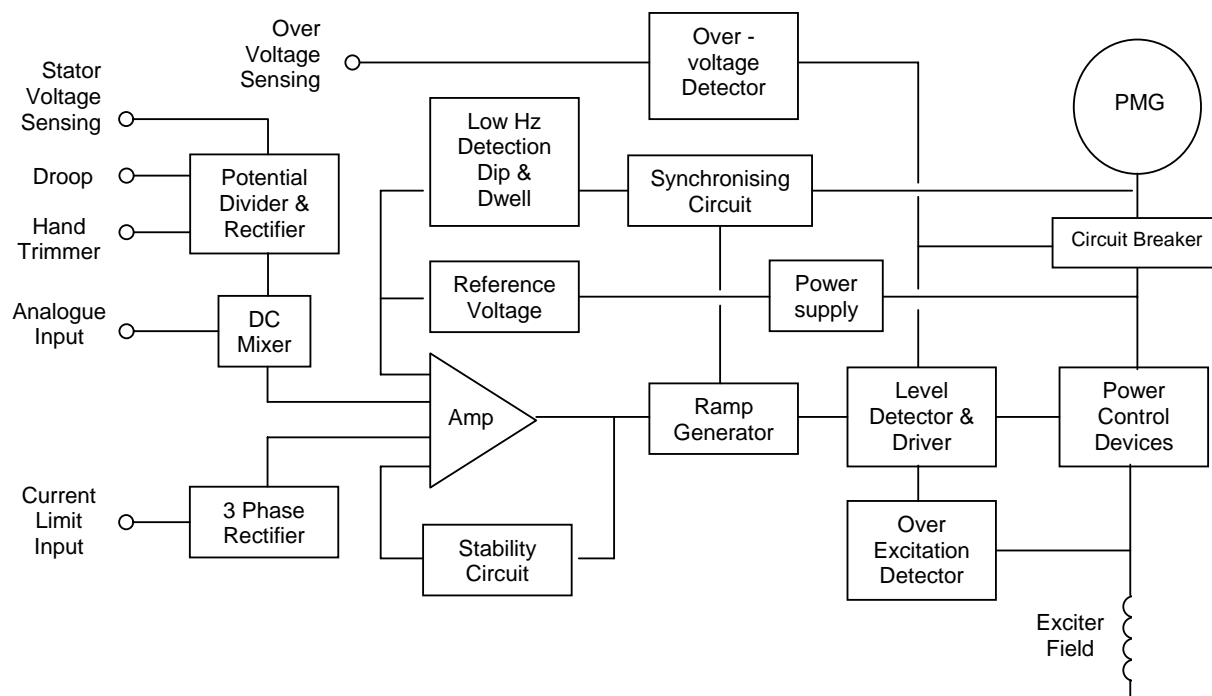 Over
Voltage
Sensing
Over -
voltage
Detector
PMG
Stator
Voltage
Sensing
Low Hz
Detection
Dip &
Dwell
Droop
Potential
Divider &
Rectifier
Synchronising
Circuit
Hand
Trimmer
Circuit Breaker
Reference
Voltage
Power
supply
Analogue
Input
DC
Mixer
Amp
Ramp
Generator
Level
Detector &
Driver
Power
Control
Devices
Current
Limit
Input
3 Phase
Rectifier
Stability
Circuit
Over
Excitation
Detector
Exciter
Field